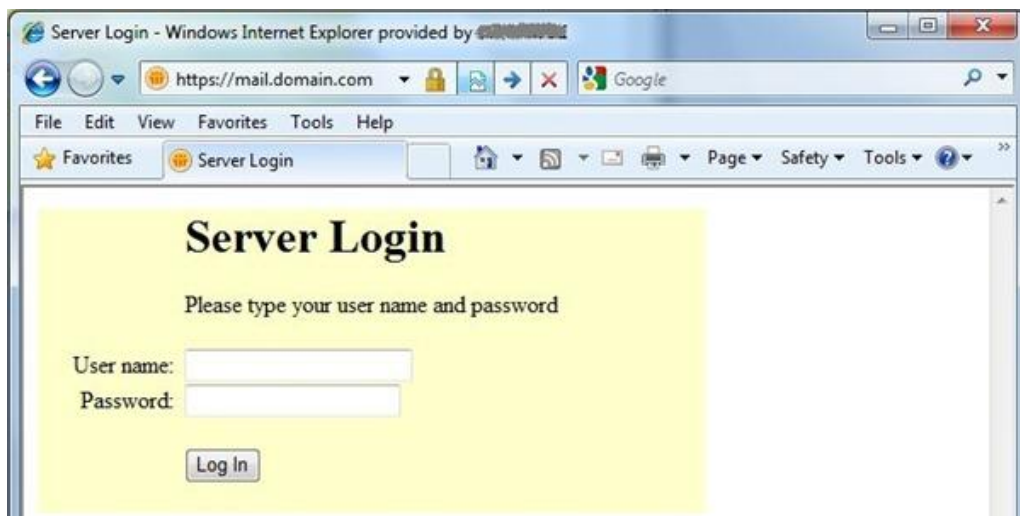 Server Login - Windows Internet Explorer provided by
https://mail.domain.com Google
File Edit View Favorites Tools Help
Favorites Server Login Page Safety Tools »
Server Login
Please type your user name and password
User name:
Password:
Log In